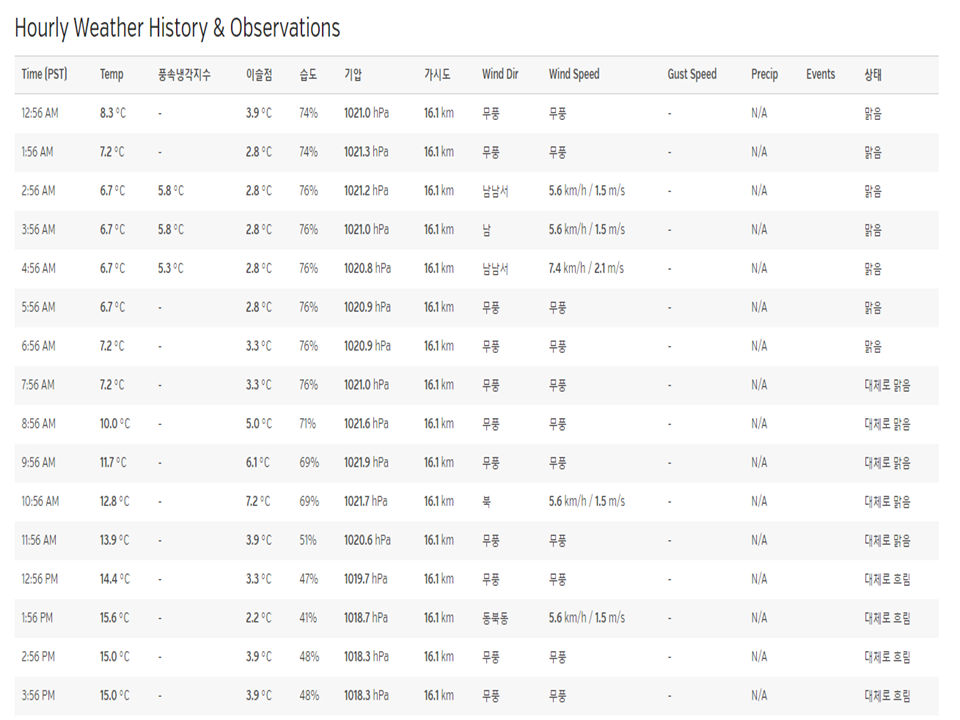 Hourly Weather History & Observations
Time (PST) Temp 풍속냉각지수 이슬점 습도 기압 가시도 Wind Dir Wind Speed Gust Speed Precip Events 상태
12:56 AM 8.3 °C - 3.9 °C 74% 1021.0 hPa 16.1 km 무풍 무풍 - N/A 맑음
1:56 AM 7.2 °C - 2.8 °C 74% 1021.3 hPa 16.1 km 무풍 무풍 - N/A 맑음
2:56 AM 6.7 °C 5.8 °C 2.8 °C 76% 1021.2 hPa 16.1 km 남남서 5.6 km/h / 1.5 m/s - N/A 맑음
3:56 AM 6.7 °C 5.8 °C 2.8 °C 76% 1021.0 hPa 16.1 km 남 5.6 km/h / 1.5 m/s - N/A 맑음
4:56 AM 6.7 °C 5.3 °C 2.8 °C 76% 1020.8 hPa 16.1 km 남남서 7.4 km/h / 2.1 m/s - N/A 맑음
5:56 AM 6.7 °C - 2.8 °C 76% 1020.9 hPa 16.1 km 무풍 무풍 - N/A 맑음
6:56 AM 7.2 °C - 3.3 °C 76% 1020.9 hPa 16.1 km 무풍 무풍 - N/A 맑음
7:56 AM 7.2 °C - 3.3 °C 76% 1021.0 hPa 16.1 km 무풍 무풍 - N/A 대체로 맑음
8:56 AM 10.0 °C - 5.0 °C 71% 1021.6 hPa 16.1 km 무풍 무풍 - N/A 대체로 맑음
9:56 AM 11.7 °C - 6.1 °C 69% 1021.9 hPa 16.1 km 무풍 무풍 - N/A 대체로 맑음
10:56 AM 12.8 °C - 7.2 °C 69% 1021.7 hPa 16.1 km 북 5.6 km/h / 1.5 m/s - N/A 대체로 맑음
11:56 AM 13.9 °C - 3.9 °C 51% 1020.6 hPa 16.1 km 무풍 무풍 - N/A 대체로 맑음
12:56 PM 14.4 °C - 3.3 °C 47% 1019.7 hPa 16.1 km 무풍 무풍 - N/A 대체로 흐림
1:56 PM 15.6 °C - 2.2 °C 41% 1018.7 hPa 16.1 km 동북동 5.6 km/h / 1.5 m/s - N/A 대체로 흐림
2:56 PM 15.0 °C - 3.9 °C 48% 1018.3 hPa 16.1 km 무풍 무풍 - N/A 대체로 흐림
3:56 PM 15.0 °C - 3.9 °C 48% 1018.3 hPa 16.1 km 무풍 무풍 - N/A 대체로 흐림